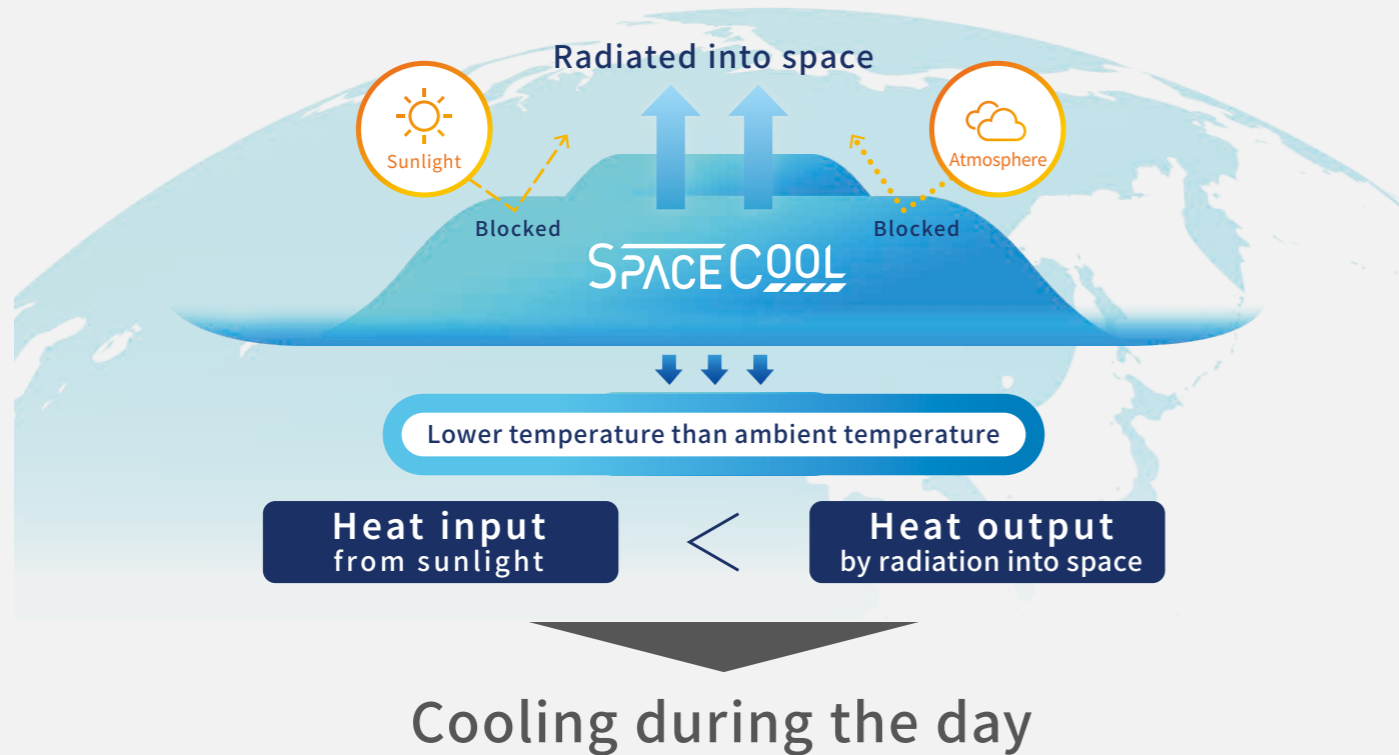 Radiated into space
Sunlight
Atmosphere
Blocked
Blocked
SPACECOOL
Lower temperature than ambient temperature
Heat input
from sunlight
<
Heat output
by radiation into space
Cooling during the day